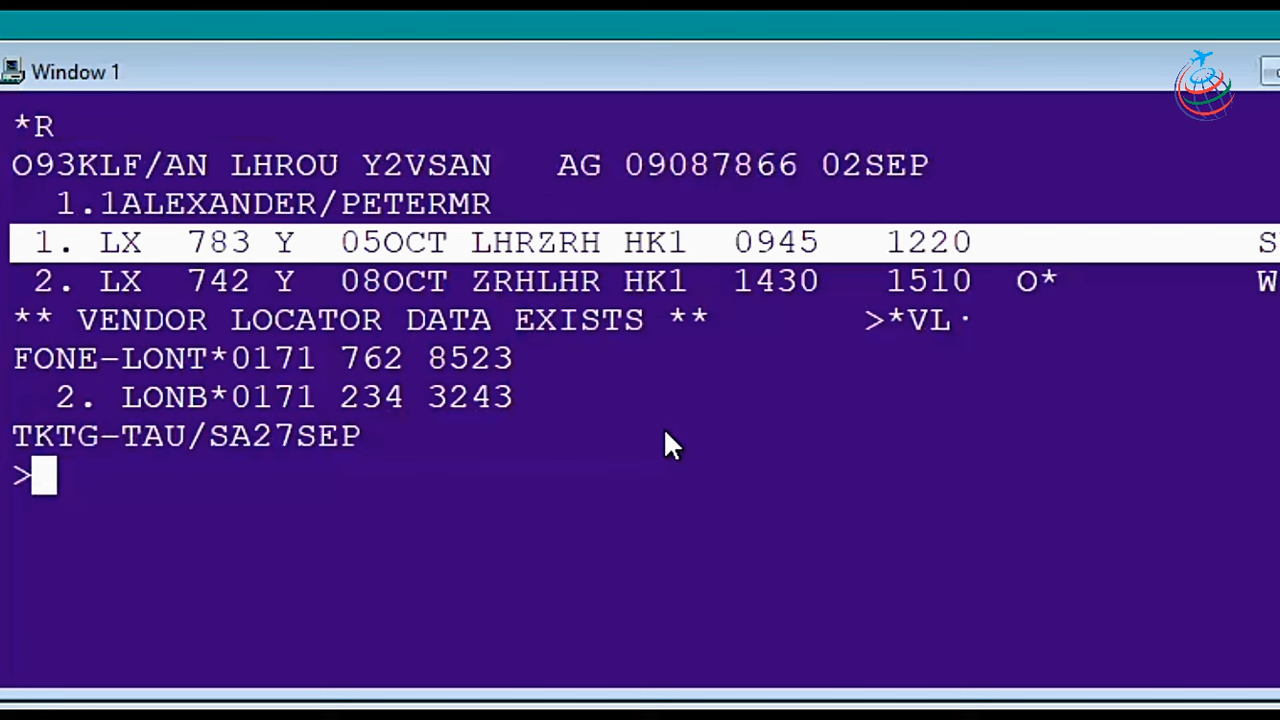 Window 1
*R
O93KLF/AN LHROU Y2VSAN AG 09087866 02SEP
1.1ALEXANDER/PETERMR
1. LX 783 Y 05OCT LHRZRH HK1 0945 1220 S
2. LX 742 Y 08OCT ZRHLHR HK1 1430 1510 O* W
** VENDOR LOCATOR DATA EXISTS ** >*VL·
FONE-LONT*0171 762 8523
2. LONB*0171 234 3243
TKTG-TAU/SA27SEP
>